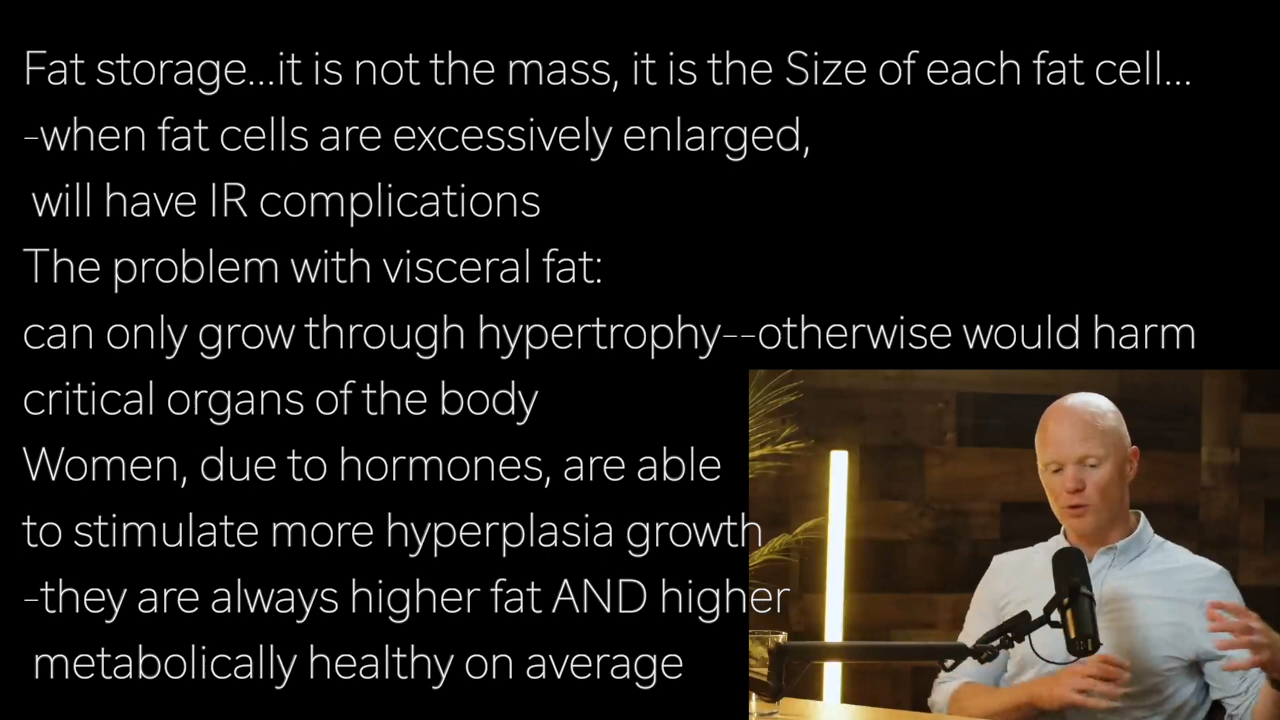 Fat storage...it is not the mass, it is the Size of each fat cell...
-when fat cells are excessively enlarged,
will have IR complications
The problem with visceral fat:
can only grow through hypertrophy--otherwise would harm
critical organs of the body
Women, due to hormones, are able
to stimulate more hyperplasia growth
-they are always higher fat AND higher
metabolically healthy on average